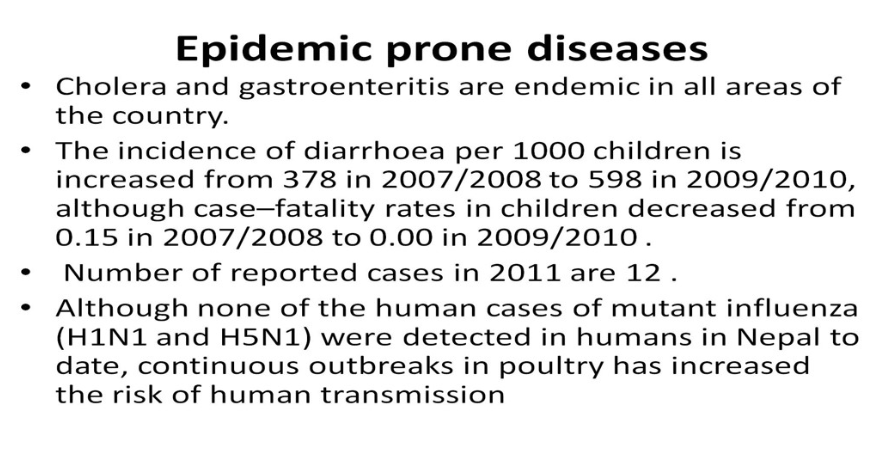 Epidemic prone diseases
• Cholera and gastroenteritis are endemic in all areas of
the country.
• The incidence of diarrhoea per 1000 children is
increased from 378 in 2007/2008 to 598 in 2009/2010,
although case–fatality rates in children decreased from
0.15 in 2007/2008 to 0.00 in 2009/2010 .
• Number of reported cases in 2011 are 12 .
• Although none of the human cases of mutant influenza
(H1N1 and H5N1) were detected in humans in Nepal to
date, continuous outbreaks in poultry has increased
the risk of human transmission